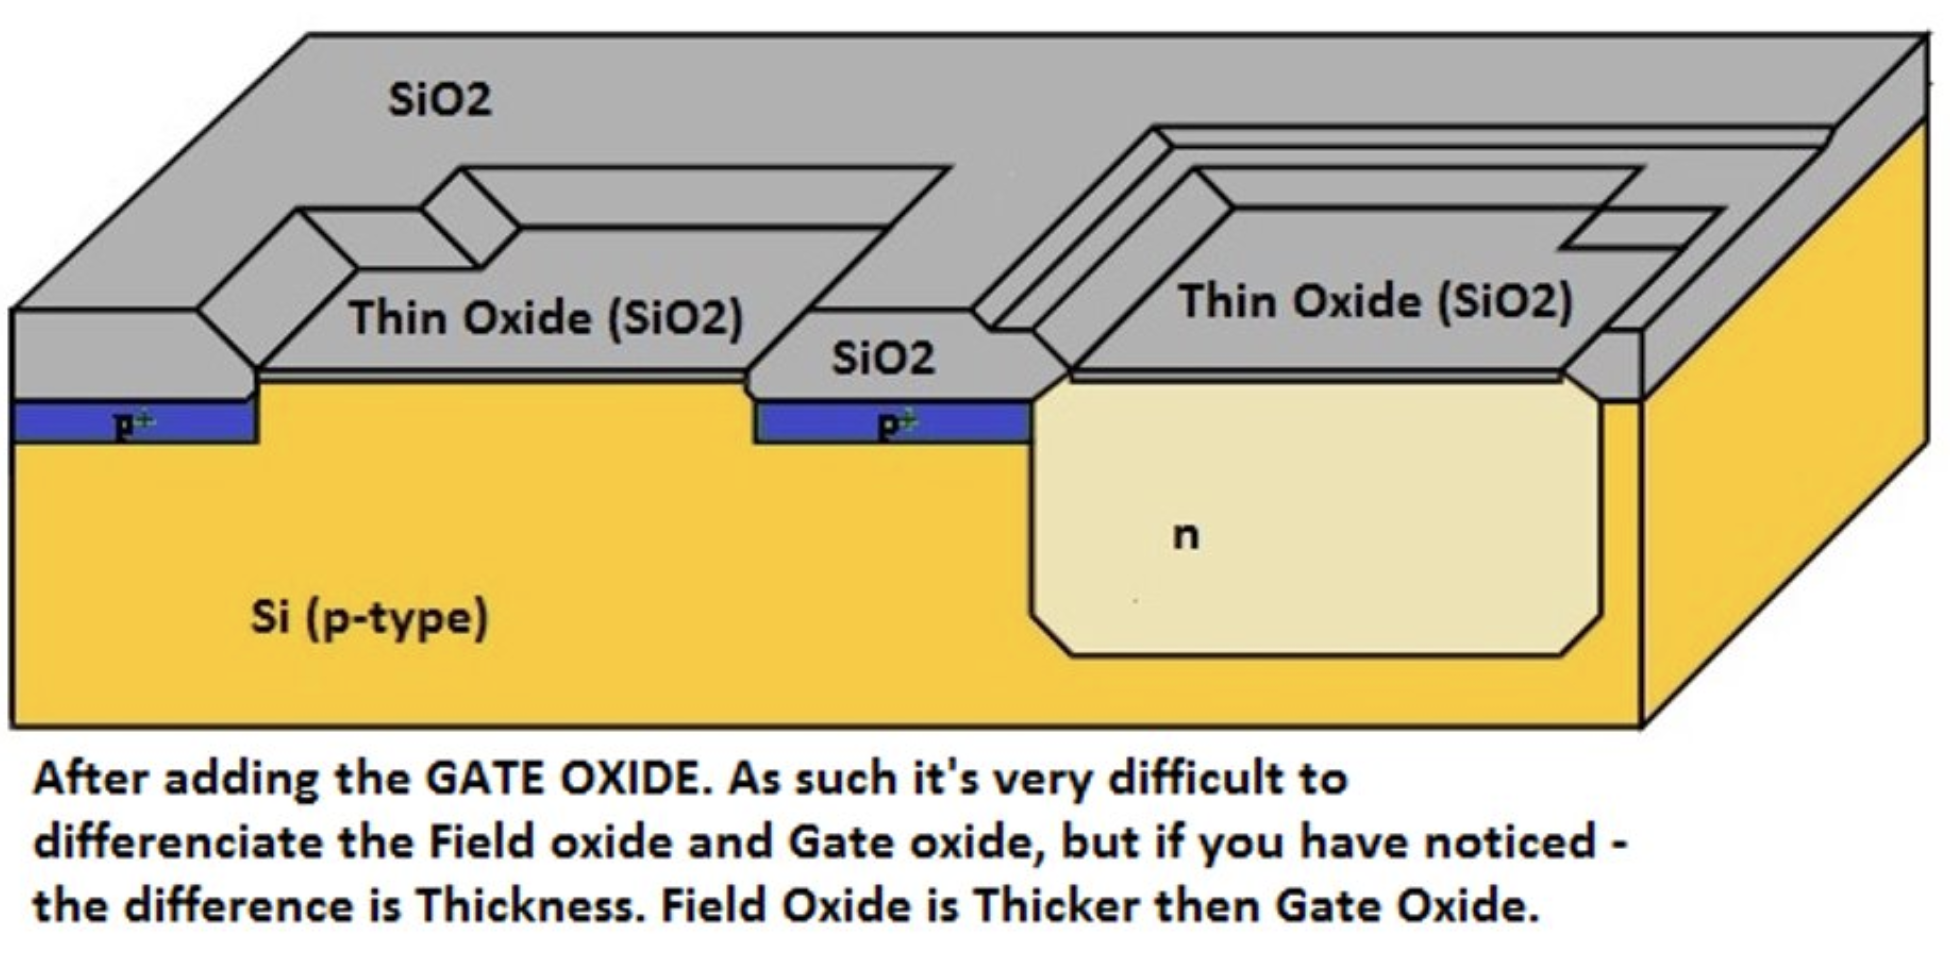 SiO2
Thin Oxide (SiO2)
Thin Oxide (SiO2)
SiO2
p+
p+
n
Si (p-type)
After adding the GATE OXIDE. As such it's very difficult to
differenciate the Field oxide and Gate oxide, but if you have noticed -
the difference is Thickness. Field Oxide is Thicker then Gate Oxide.